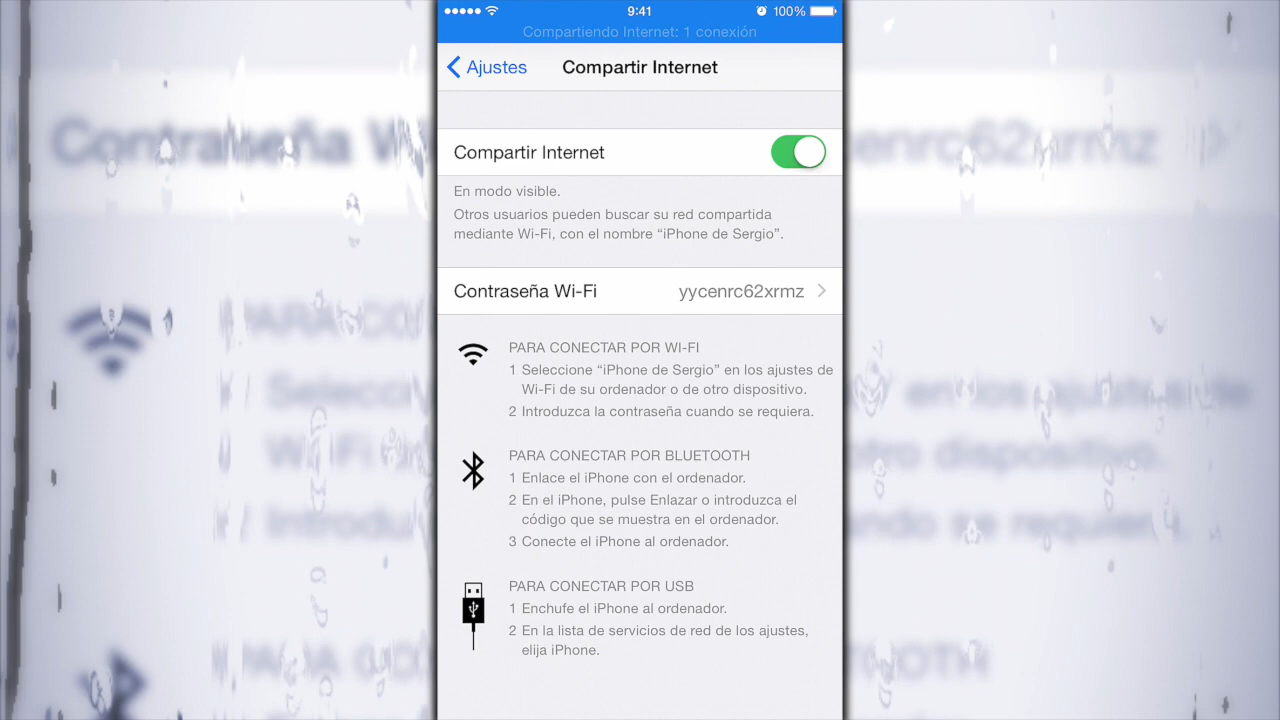 9:41
100%
Compartiendo Internet: 1 conexión
Ajustes
Compartir Internet
Compartir Internet
En modo visible.
Otros usuarios pueden buscar su red compartida
mediante Wi-Fi, con el nombre “iPhone de Sergio”.
Contraseña Wi-Fi
yycenrc62xrmz
PARA CONECTAR POR WI-FI
1 Seleccione “iPhone de Sergio” en los ajustes de
Wi-Fi de su ordenador o de otro dispositivo.
2 Introduzca la contraseña cuando se requiera.
PARA CONECTAR POR BLUETOOTH
1 Enlace el iPhone con el ordenador.
2 En el iPhone, pulse Enlazar o introduzca el
código que se muestra en el ordenador.
3 Conecte el iPhone al ordenador.
PARA CONECTAR POR USB
1 Enchufe el iPhone al ordenador.
2 En la lista de servicios de red de los ajustes,
elija iPhone.